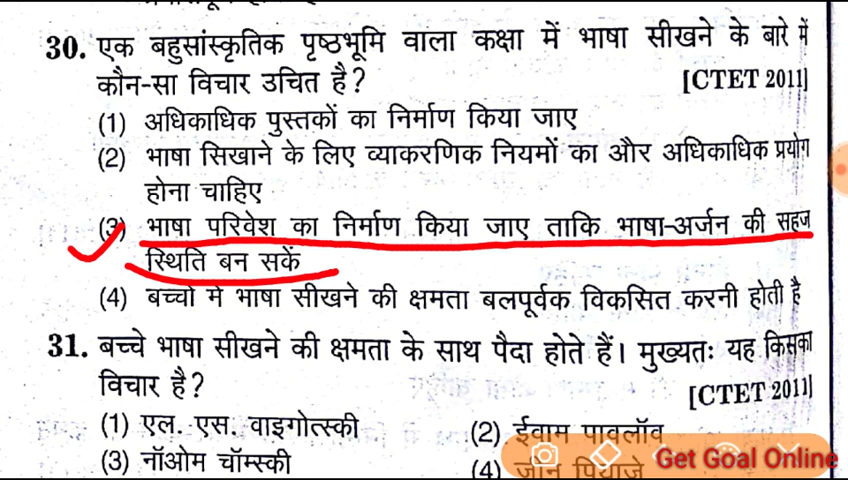 30. एक बहुसांस्कृतिक पृष्ठभूमि वाला कक्षा में भाषा सीखने के बारे में
कौन-सा विचार उचित है? [CTET 2011]
(1) अधिकाधिक पुस्तकों का निर्माण किया जाए
(2) भाषा सिखाने के लिए व्याकरणिक नियमों का और अधिकाधिक प्रयोग
होना चाहिए
(3) भाषा परिवेश का निर्माण किया जाए ताकि भाषा-अर्जन की सहज
स्थिति बन सकें
(4) बच्चों में भाषा सीखने की क्षमता बलपूर्वक विकसित करनी होती है
31. बच्चे भाषा सीखने की क्षमता के साथ पैदा होते हैं। मुख्यतः यह किसका
विचार है? [CTET 2011]
(1) एल. एस. वाइगोत्स्की (2) ईवाम पावलॉव
(3) नॉओम चॉम्स्की (4) जीन पियाजे
Get Goal Online